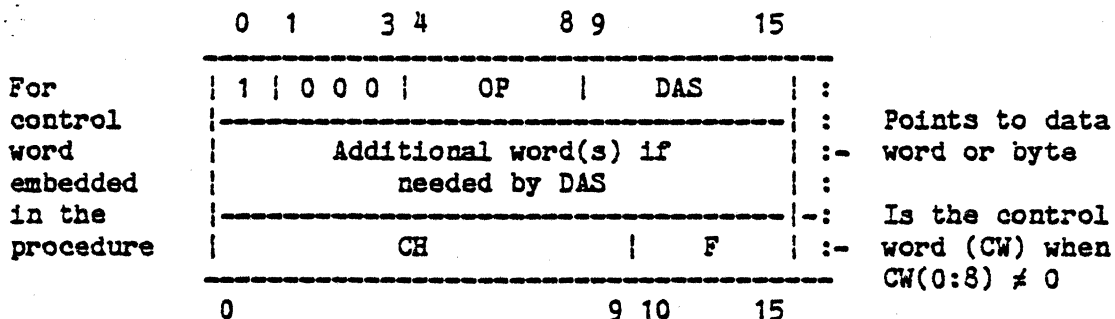 0 1 3 4 8 9 15
For | 1 | 0 0 0 | OP | DAS | :
control : Points to data
word | Additional word(s) if | :- word or byte
embedded | needed by DAS | :
in the |-: Is the control
procedure | CH | F | :- word (CW) when
CW(0:8) ≠ 0
0 9 10 15